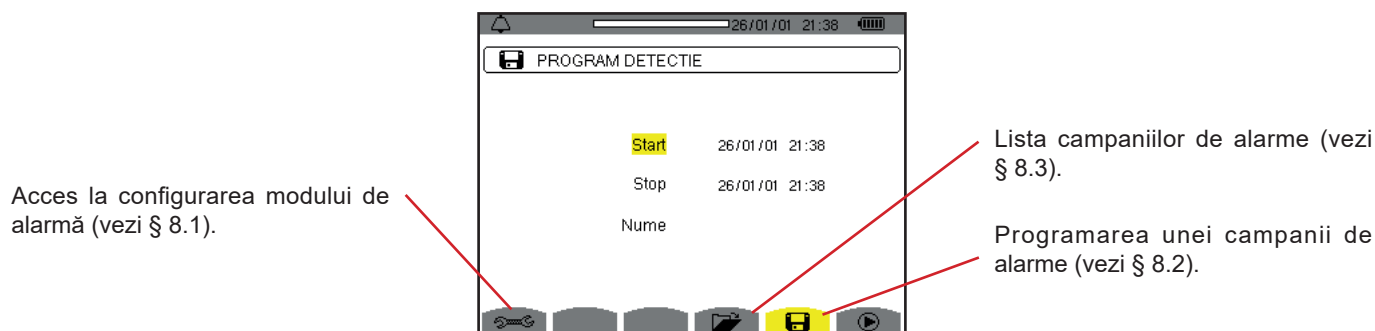 26/01/01 21:38
PROGRAM DETECTIE
Start 26/01/01 21:38
Stop 26/01/01 21:38
Nume
Acces la configurarea modului de
alarmă (vezi § 8.1).
Lista campaniilor de alarme (vezi
§ 8.3).
Programarea unei campanii de
alarme (vezi § 8.2).